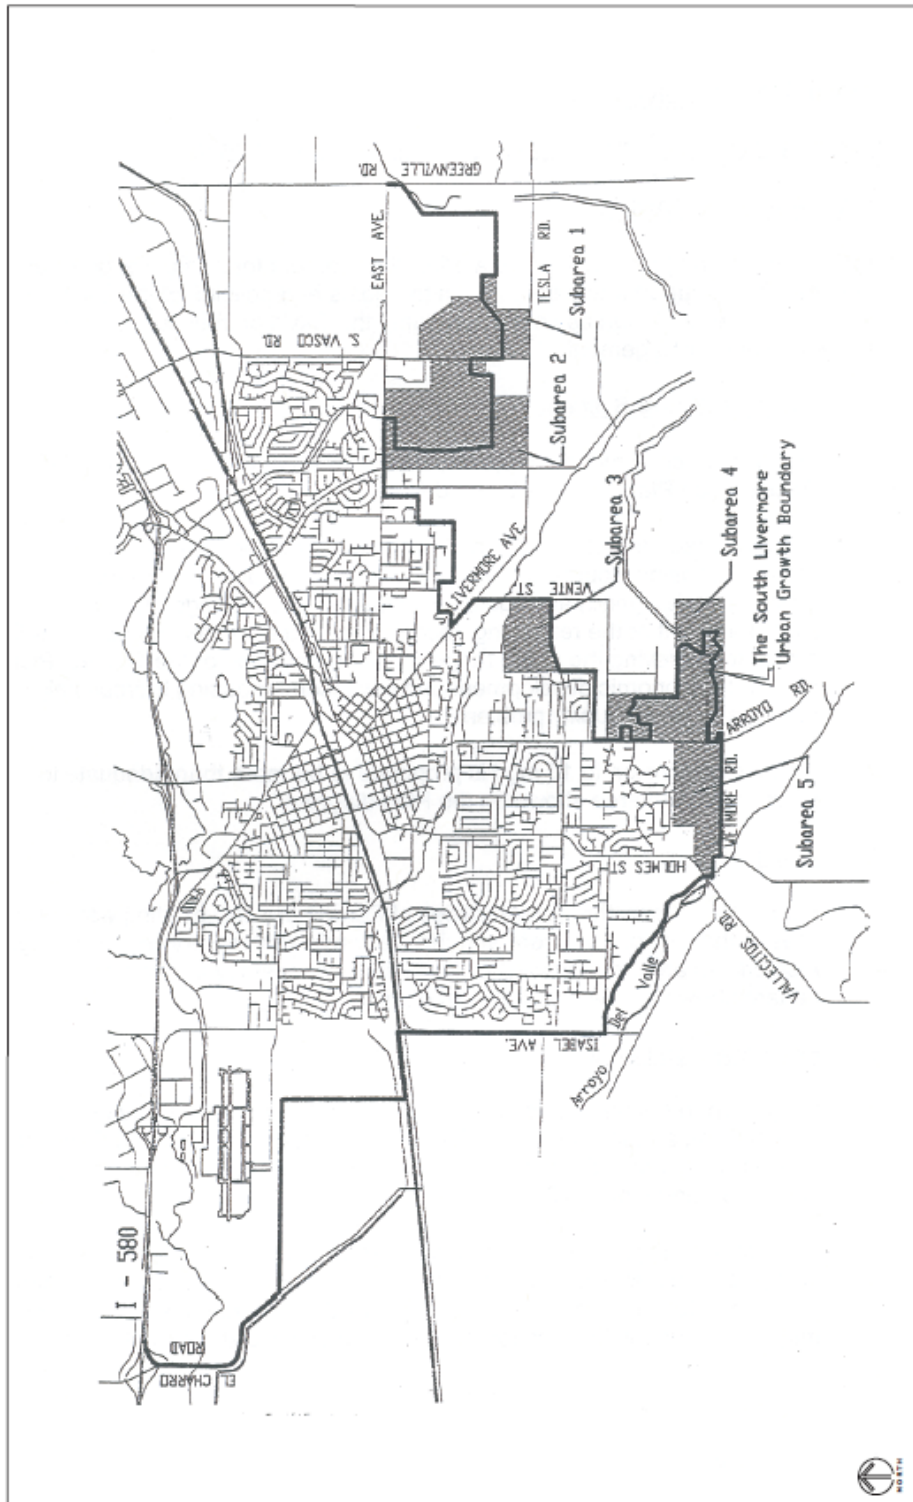 I - 580
EL CHARRO
ROAD
S. VASCO RD.
GREENVILLE RD.
EAST AVE.
S. LIVERMORE AVE.
TESLA RD.
Subarea 1
Subarea 2
ISABEL AVE.
VENTE ST.
Subarea 3
Arroyo Del Valle
HOLMES ST.
VALLECITOS RD.
WETMORE RD.
ARROYO RD.
Subarea 4
The South Livermore
Urban Growth Boundary
Subarea 5
NORTH